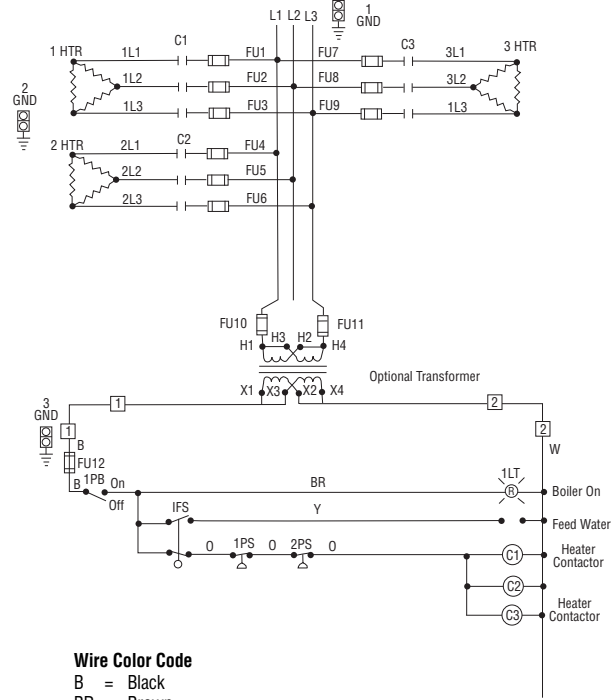 L1 L2 L3
1
GND
1 HTR
1L1
C1
FU1
FU7
C3
3L1
3 HTR
1L2
FU2
FU8
3L2
2
GND
1L3
FU3
FU9
1L3
2 HTR
2L1
C2
FU4
2L2
FU5
2L3
FU6
FU10
FU11
H1
H3
H2
H4
Optional Transformer
X1
X3
X2
X4
1
2
3
GND
1
2
B
W
FU12
B
1PB
On
Off
BR
1LT
R
Boiler On
IFS
Y
Feed Water
O
1PS
O
2PS
O
C1
Heater
Contactor
C2
C3
Heater
Contactor
Wire Color Code
B = Black
BR = Brown